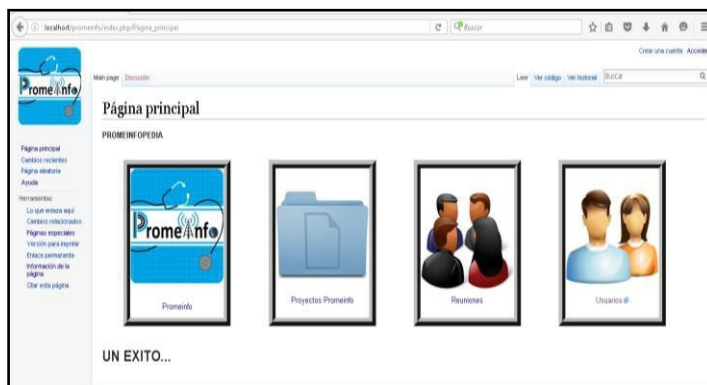 localhost/promeinfo/index.php/Página_principal
Buscar
Crear una cuenta Acceder
PromeInfo
Main page Discusión
Leer Ver código Ver historial Buscar
Página principal
PROMEINFOPEDIA
Página principal
Cambios recientes
Página aleatoria
Ayuda
Herramientas
Lo que enlaza aquí
Cambios relacionados
Páginas especiales
Versión para imprimir
Enlace permanente
Información de la
página
Citar esta página
PromeInfo
Promeinfo
Proyectos Promeinfo
Reuniones
Usuarios
UN EXITO...